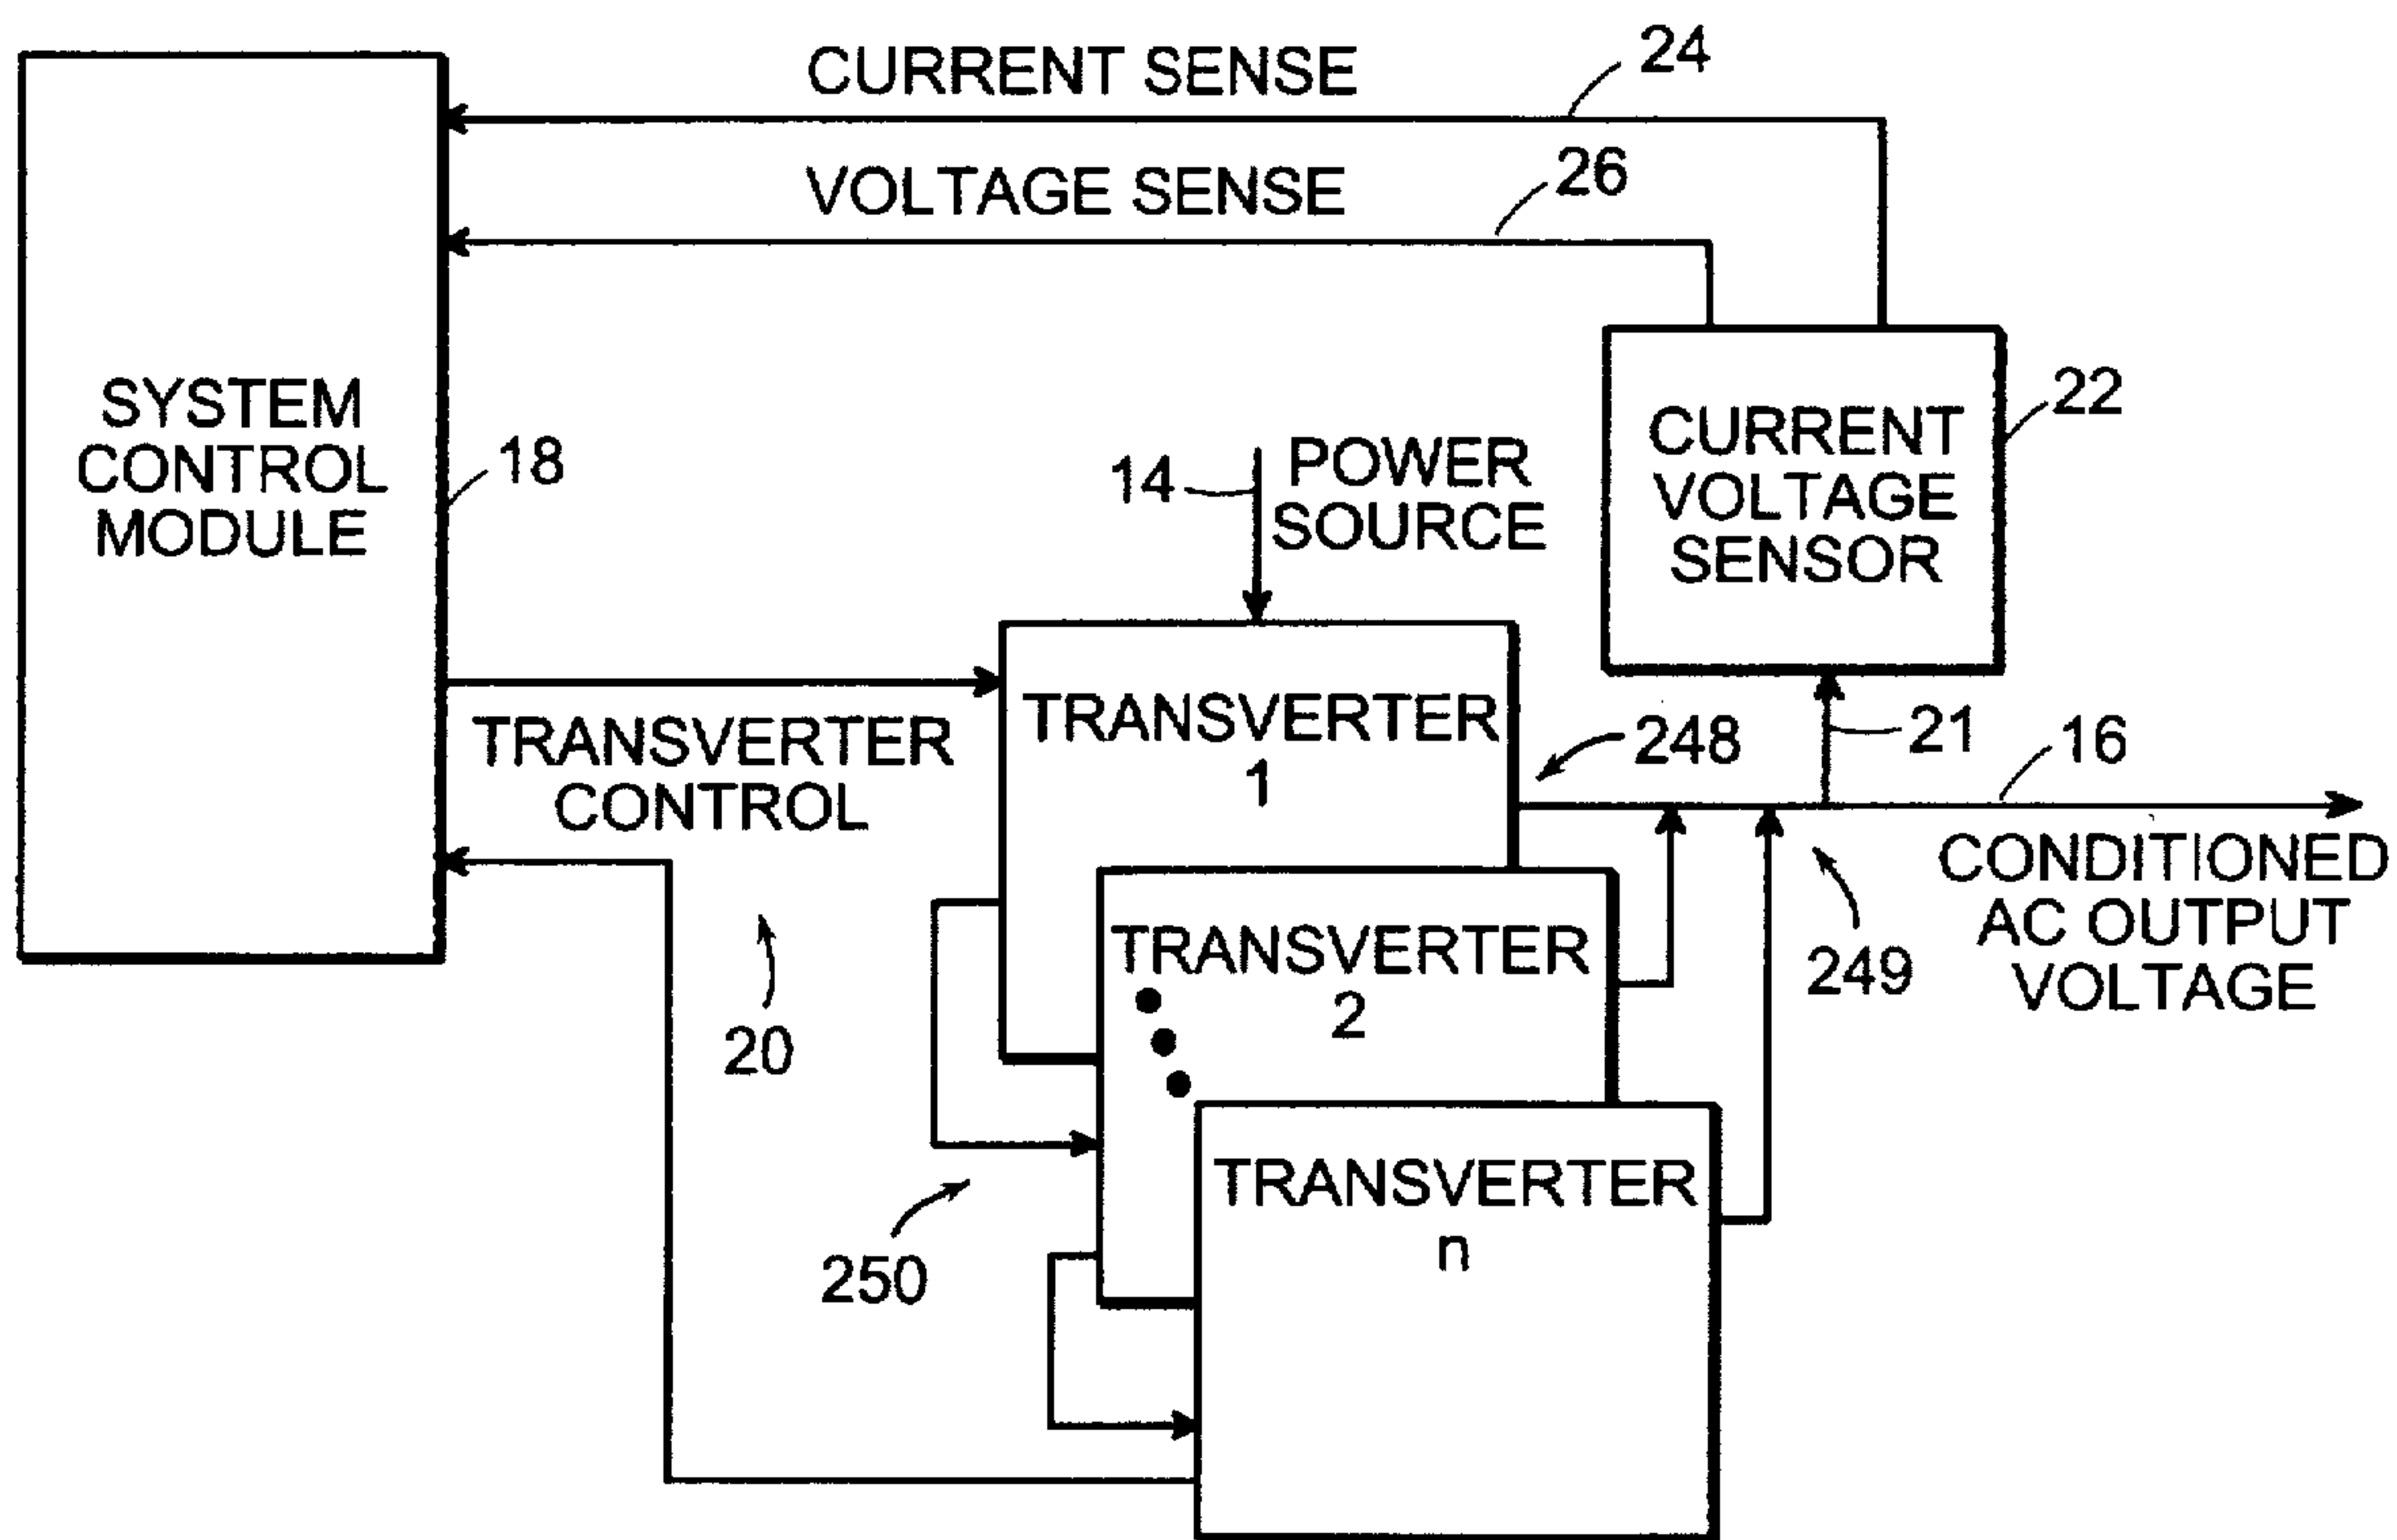 CURRENT SENSE
24
VOLTAGE SENSE
26
SYSTEM
CONTROL
MODULE
18
14
POWER
SOURCE
CURRENT
VOLTAGE
SENSOR
22
TRANSVERTER
CONTROL
20
TRANSVERTER
1
248
21
16
CONDITIONED
AC OUTPUT
VOLTAGE
249
TRANSVERTER
2
250
TRANSVERTER
n